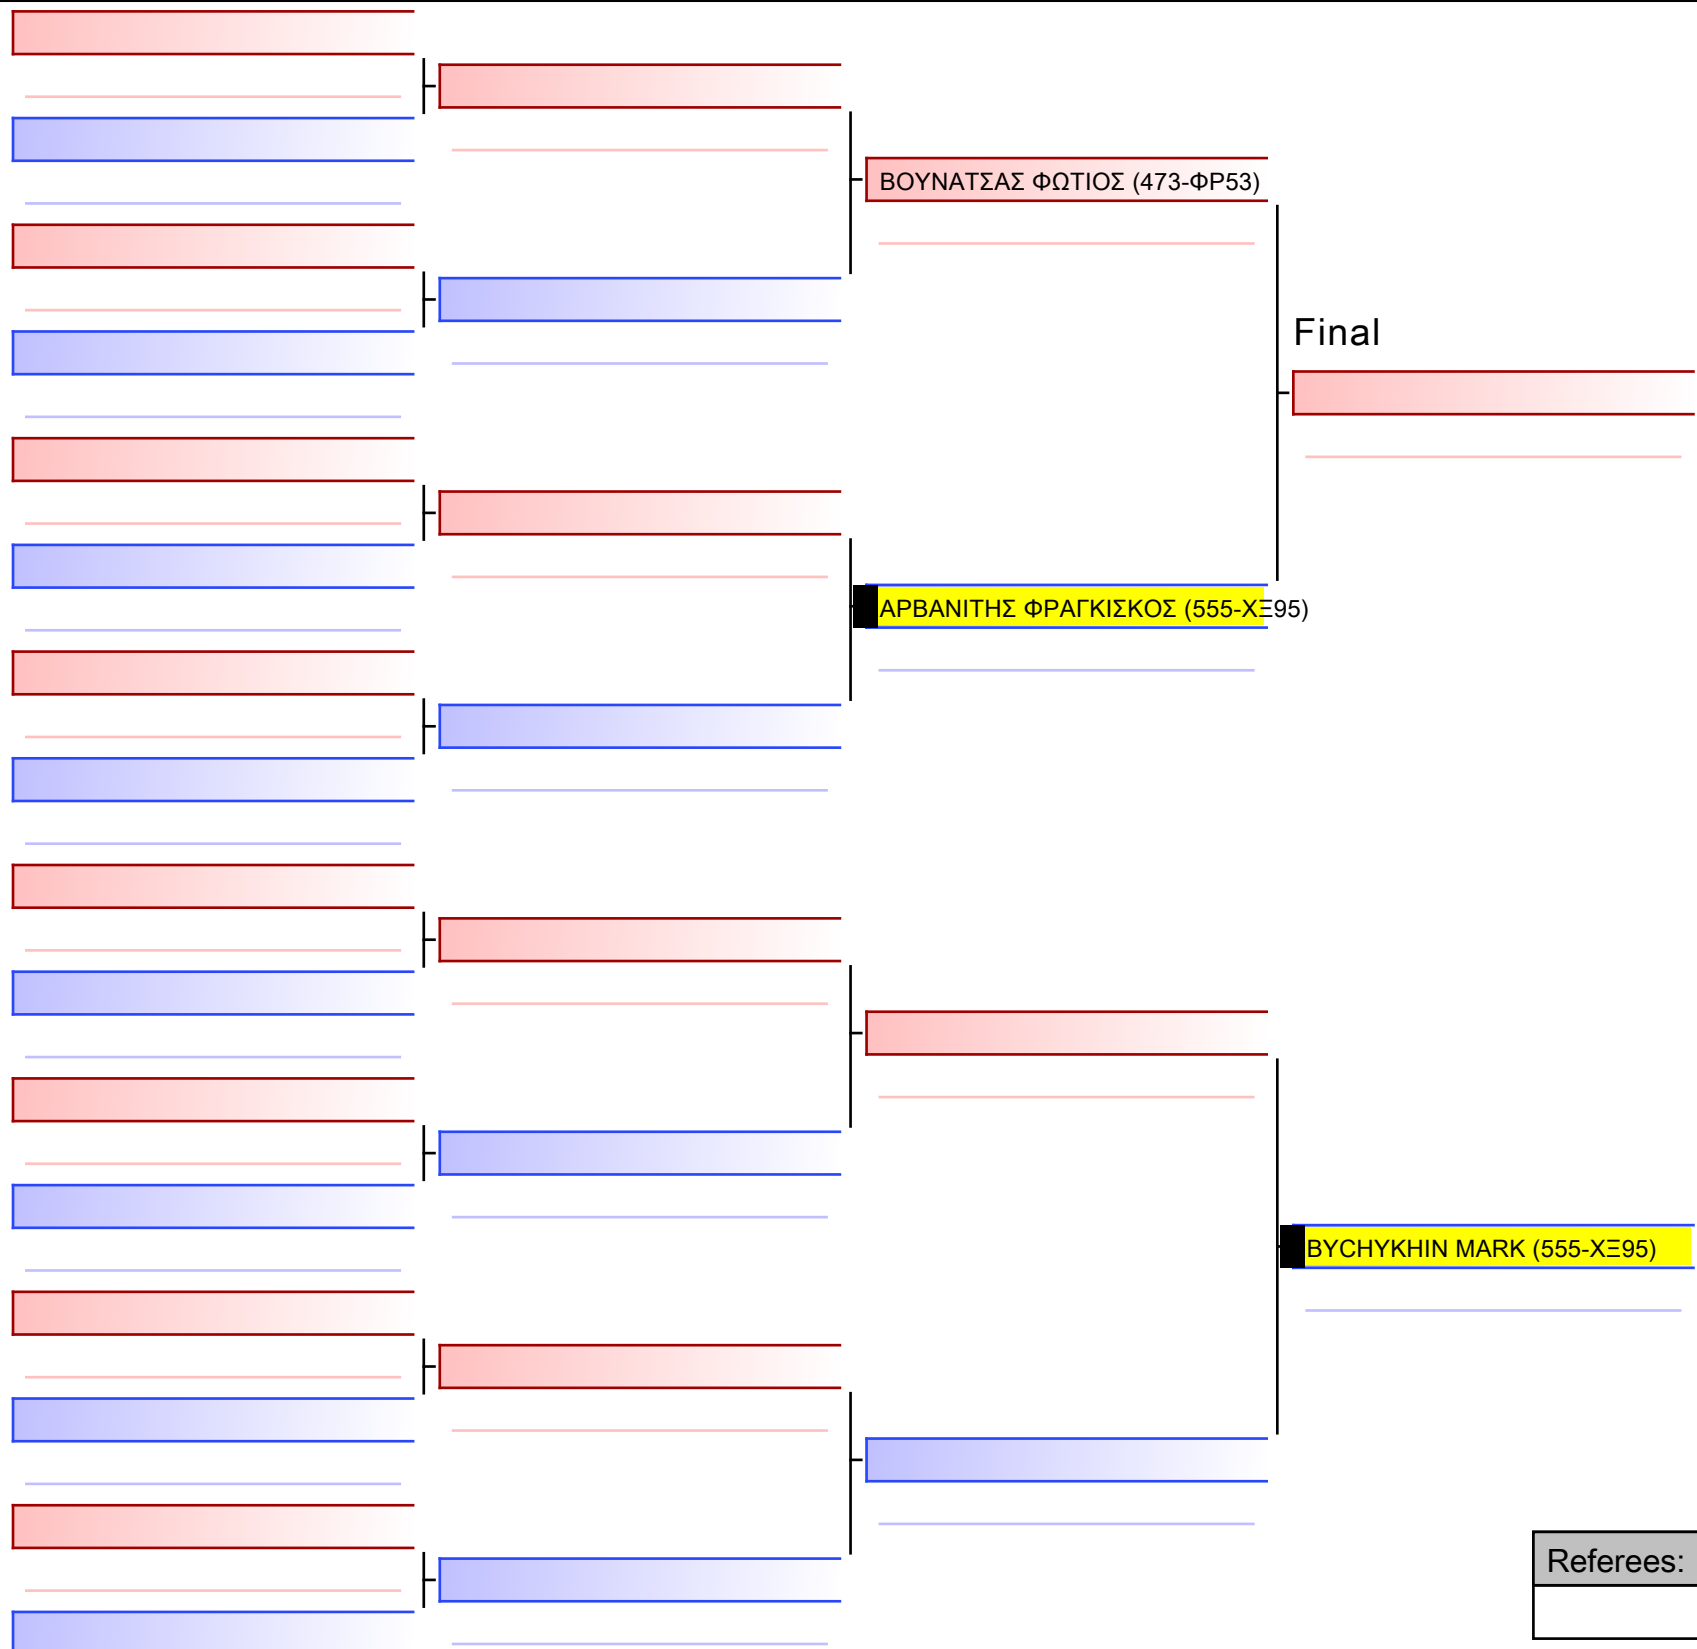 ΒΟΥΝΑΤΣΑΣ ΦΩΤΙΟΣ (473-ΦΡ53)
Final
ΑΡΒΑΝΙΤΗΣ ΦΡΑΓΚΙΣΚΟΣ (555-ΧΞ95)
BYCHYKHIN MARK (555-ΧΞ95)
Referees: